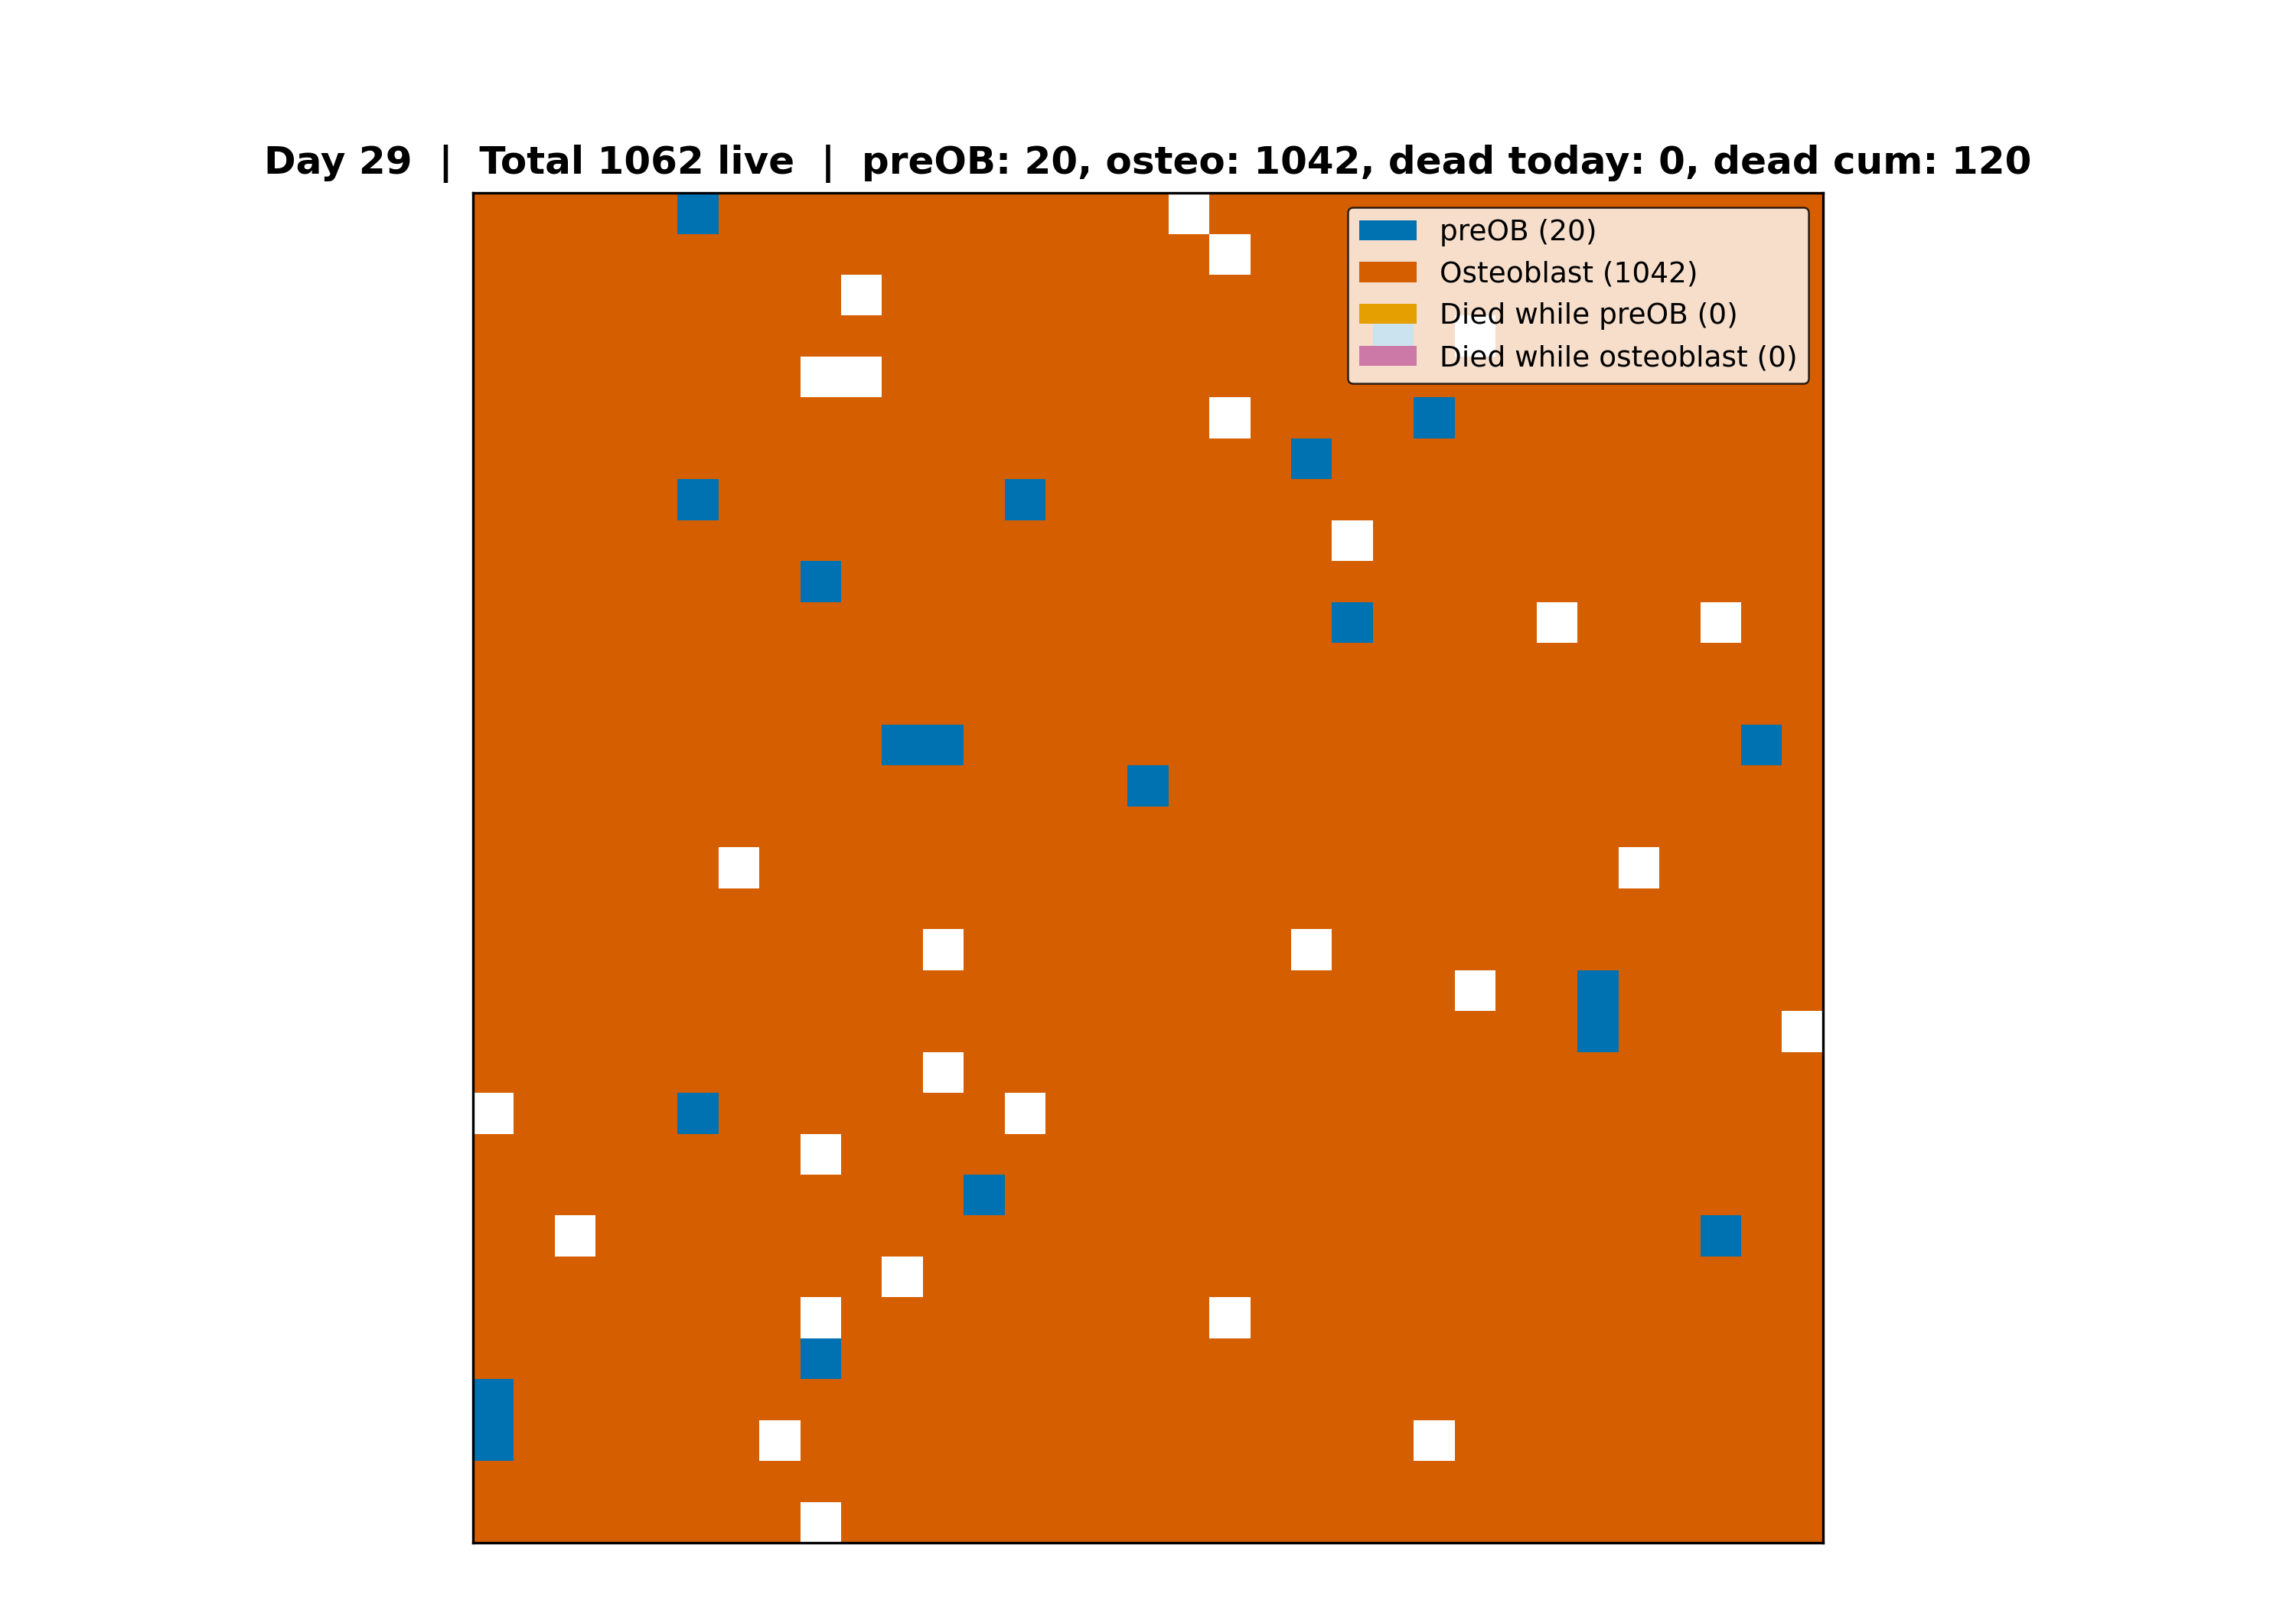 Day 29 | Total 1062 live | preOB: 20, osteo: 1042, dead today: 0, dead cum: 120
preOB (20)
Osteoblast (1042)
Died while preOB (0)
Died while osteoblast (0)